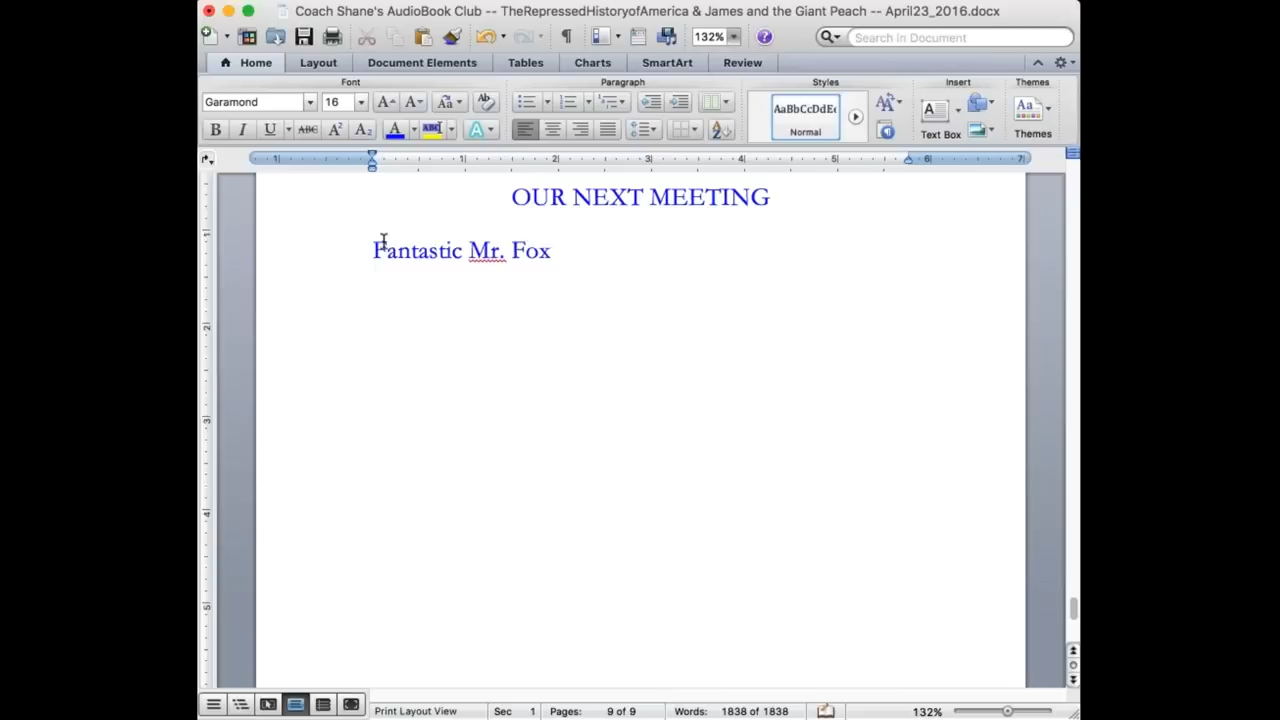 Coach Shane's AudioBook Club -- TheRepressedHistoryofAmerica & James and the Giant Peach -- April23_2016.docx
132%
Search in Document
Home Layout Document Elements Tables Charts SmartArt Review
Font Paragraph Styles Insert Themes
Garamond 16
AaBbCcDdE
Normal
Text Box
Themes
OUR NEXT MEETING
Fantastic Mr. Fox
Print Layout View Sec 1 Pages: 9 of 9 Words: 1838 of 1838 132%